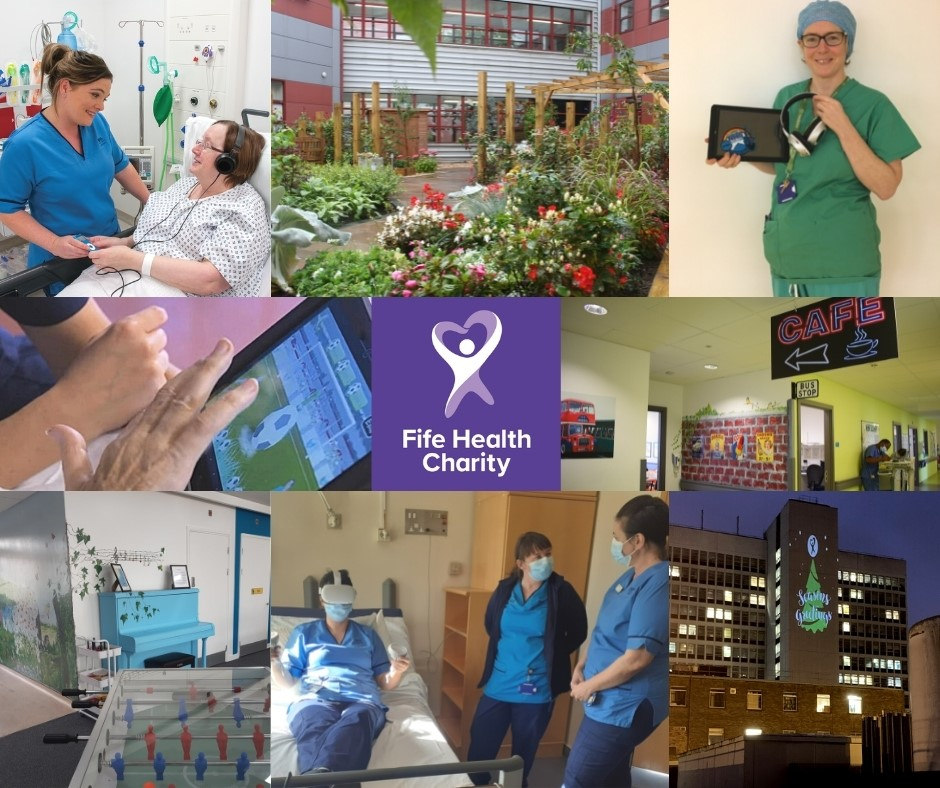 CAFE
BUS
STOP
Fife Health
Charity
Seasons
Greetings